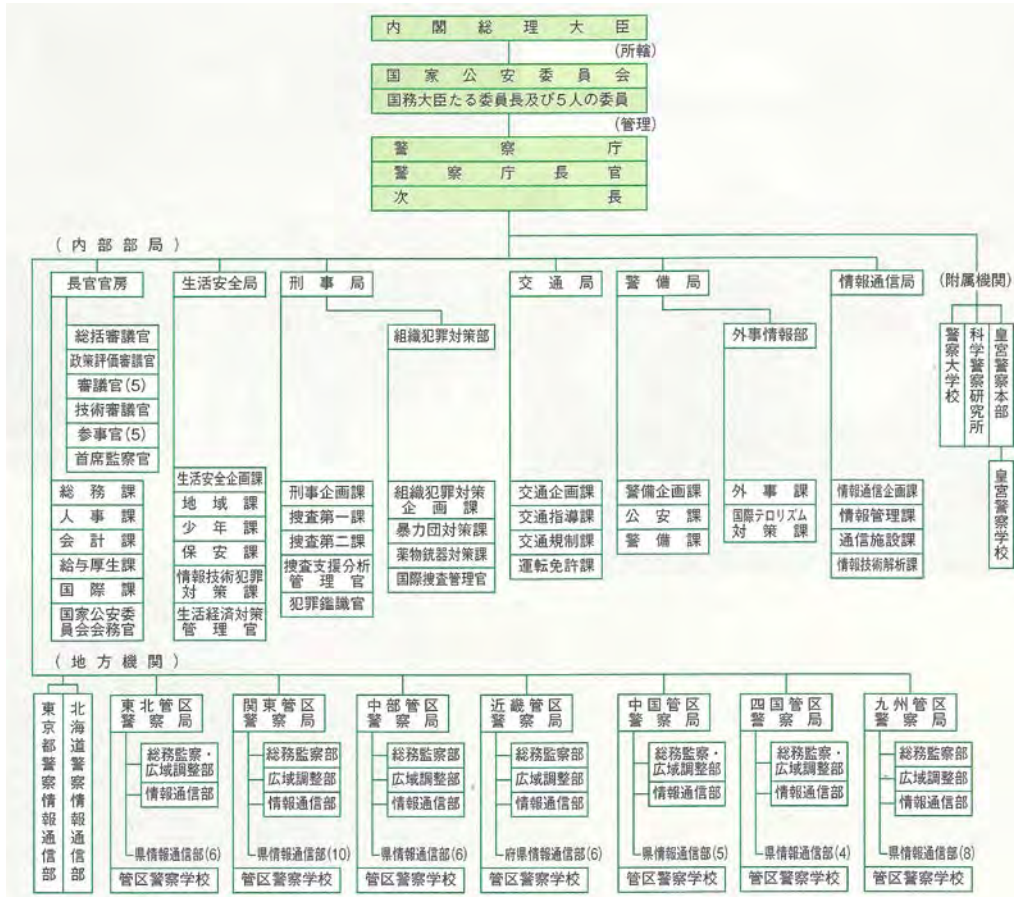 内閣総理大臣
(所轄)
国家公安委員会
国務大臣たる委員長及び5人の委員
(管理)
警察庁
警察庁長官
次長
(内部部局)
長官官房
総括審議官
政策評価審議官
審議官(5)
技術審議官
参事官(5)
首席監察官
総務課
人事課
会計課
給与厚生課
国際課
国家公安委
員会会務官
生活安全局
生活安全企画課
地域課
少年課
保安課
情報技術犯罪
対策課
生活経済対策
管理官
刑事局
刑事企画課
捜査第一課
捜査第二課
捜査支援分析
管理官
犯罪鑑識官
組織犯罪対策部
組織犯罪対策
企画課
暴力団対策課
薬物銃器対策課
国際捜査管理官
交通局
交通企画課
交通指導課
交通規制課
運転免許課
警備局
警備企画課
公安課
警備課
外事情報部
外事課
国際テロリズム
対策課
情報通信局
情報通信企画課
情報管理課
通信施設課
情報技術解析課
(附属機関)
警察大学校
科学警察研究所
皇宮警察本部
皇宮警察学校
(地方機関)
東京都警察情報通信部
北海道警察情報通信部
東北管区
警察局
総務監察・
広域調整部
情報通信部
県情報通信部(6)
管区警察学校
関東管区
警察局
総務監察部
広域調整部
情報通信部
県情報通信部(10)
管区警察学校
中部管区
警察局
総務監察部
広域調整部
情報通信部
県情報通信部(6)
管区警察学校
近畿管区
警察局
総務監察部
広域調整部
情報通信部
府県情報通信部(6)
管区警察学校
中国管区
警察局
総務監察・
広域調整部
情報通信部
県情報通信部(5)
管区警察学校
四国管区
警察局
総務監察・
広域調整部
情報通信部
県情報通信部(4)
管区警察学校
九州管区
警察局
総務監察部
広域調整部
情報通信部
県情報通信部(8)
管区警察学校